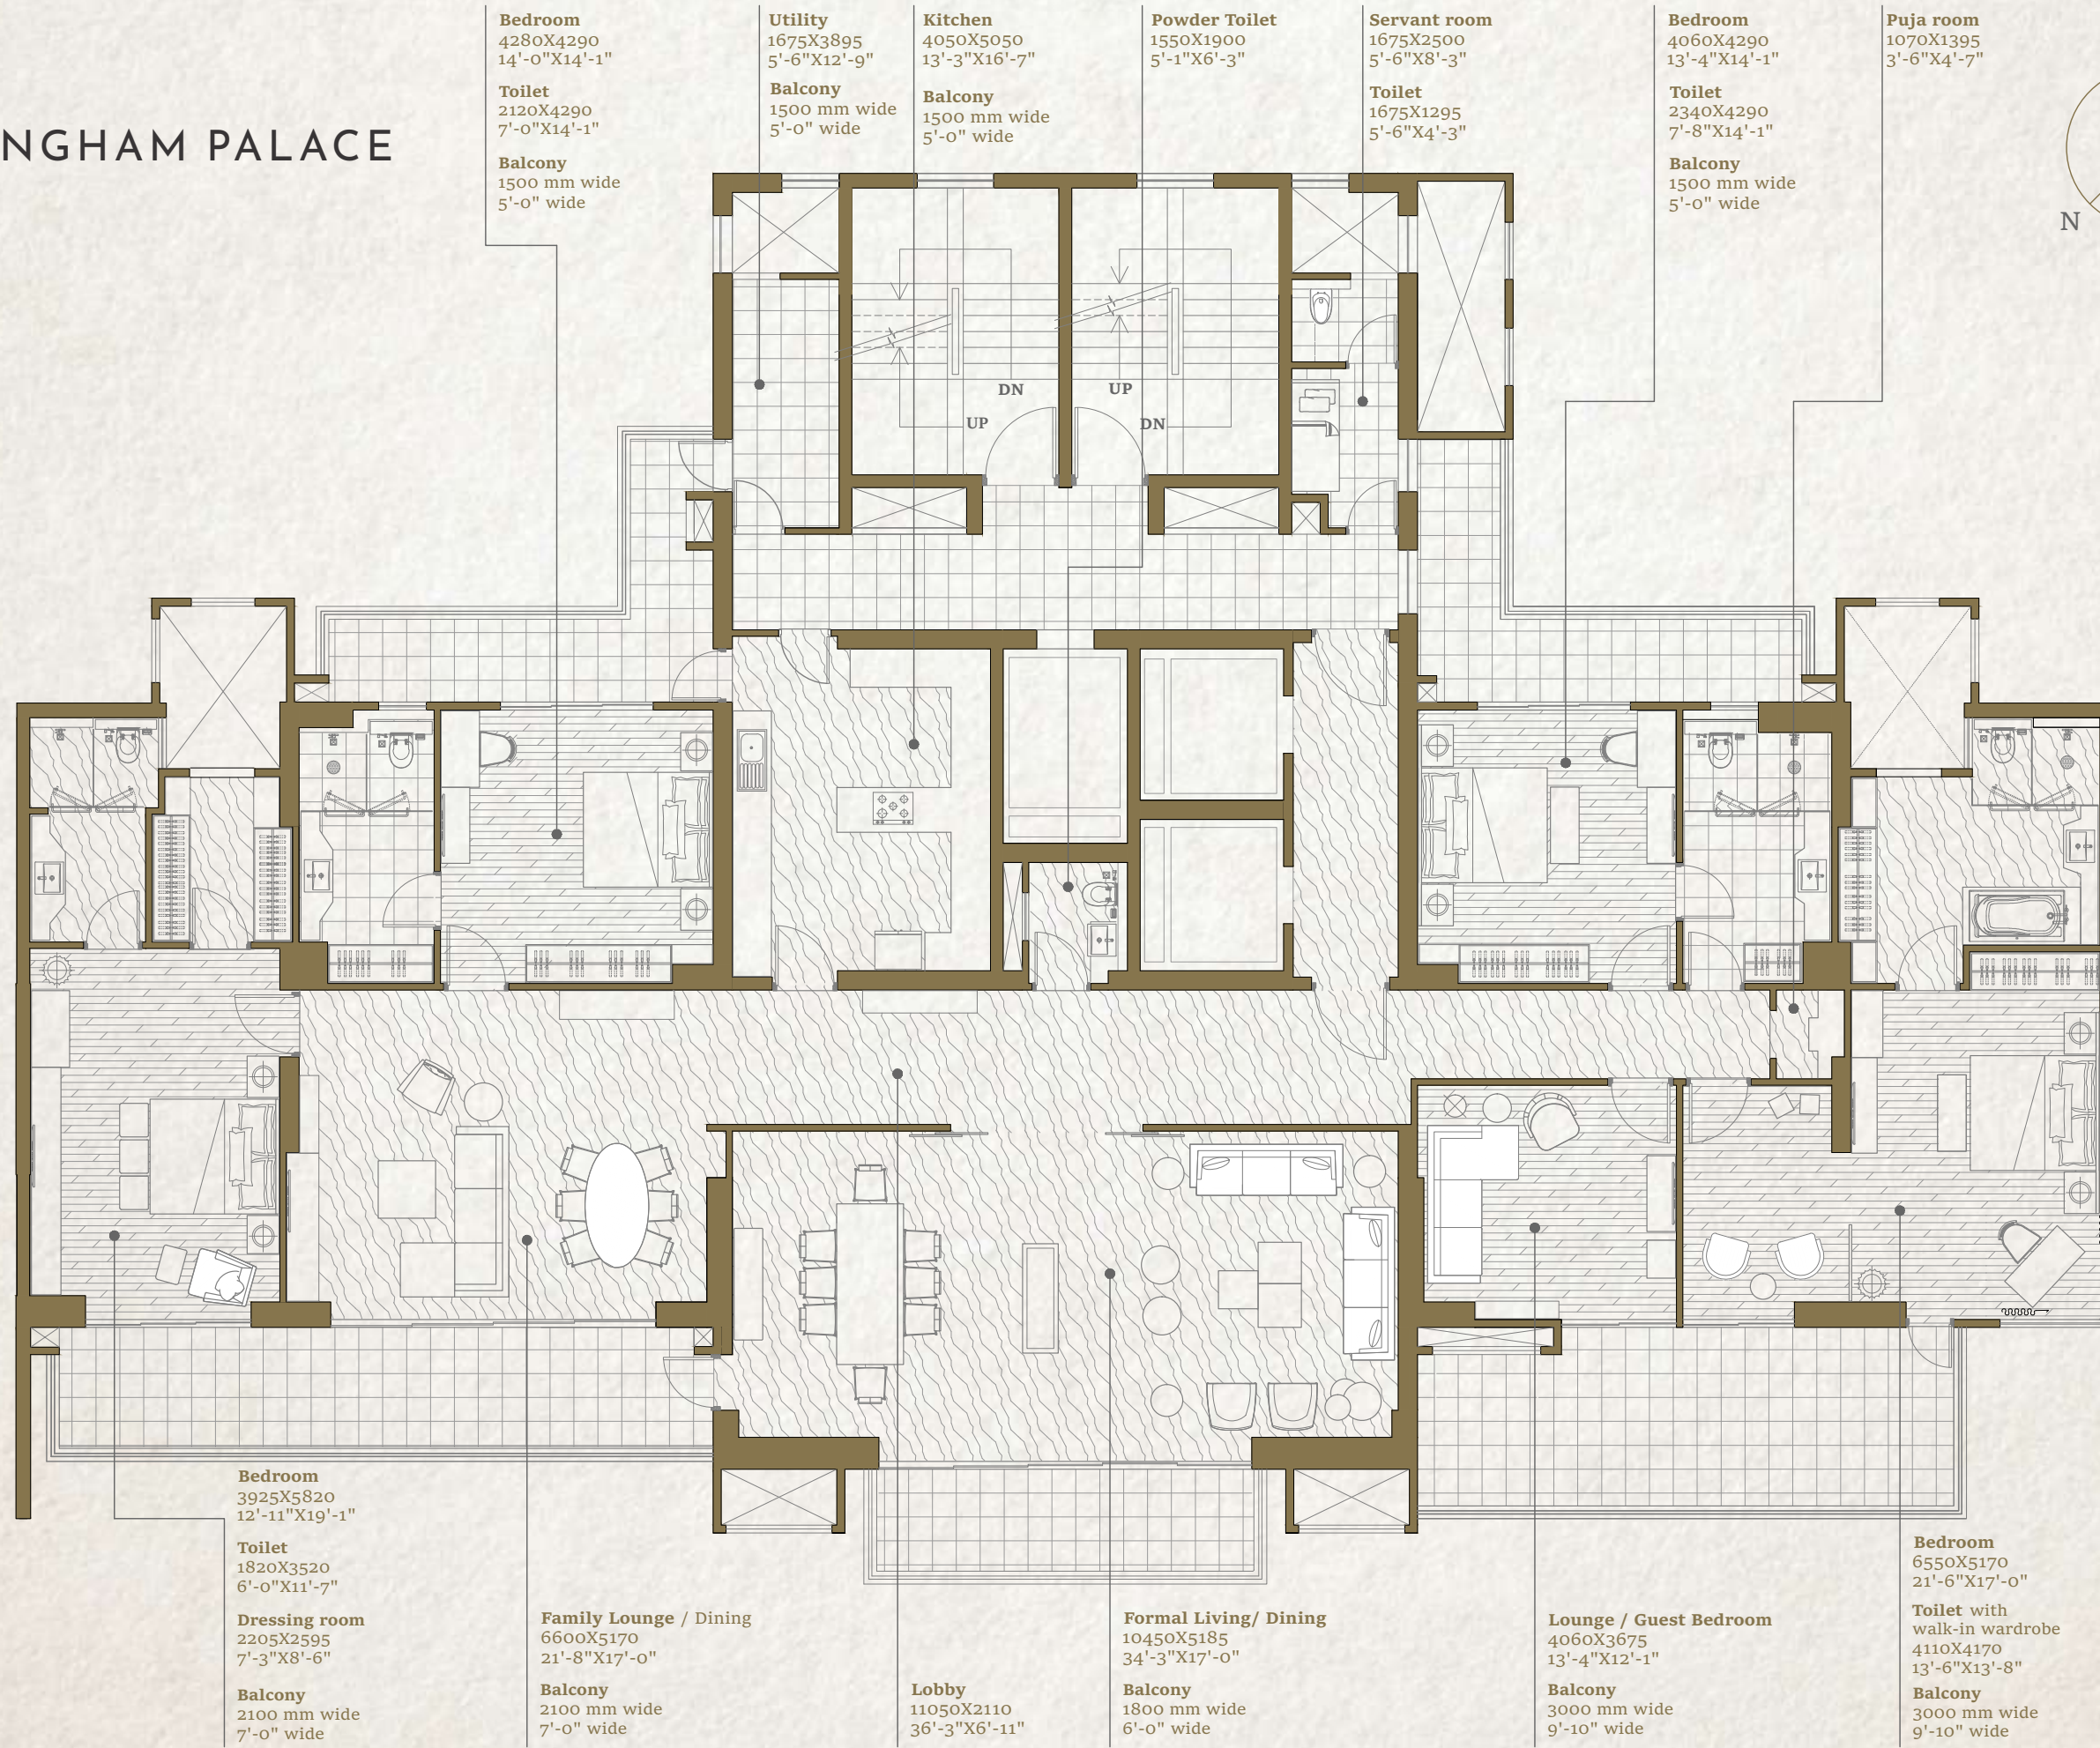 Bedroom
4280X4290
14'-0"X14'-1"
Toilet
2120X4290
7'-0"X14'-1"
Balcony
1500 mm wide
5'-0" wide
Utility
1675X3895
5'-6"X12'-9"
Balcony
1500 mm wide
5'-0" wide
Kitchen
4050X5050
13'-3"X16'-7"
Balcony
1500 mm wide
5'-0" wide
Powder Toilet
1550X1900
5'-1"X6'-3"
Servant room
1675X2500
5'-6"X8'-3"
Toilet
1675X1295
5'-6"X4'-3"
Bedroom
4060X4290
13'-4"X14'-1"
Toilet
2340X4290
7'-8"X14'-1"
Balcony
1500 mm wide
5'-0" wide
Puja room
1070X1395
3'-6"X4'-7"
NGHAM PALACE
N
DN
UP
UP
DN
Bedroom
3925X5820
12'-11"X19'-1"
Toilet
1820X3520
6'-0"X11'-7"
Dressing room
2205X2595
7'-3"X8'-6"
Balcony
2100 mm wide
7'-0" wide
Family Lounge / Dining
6600X5170
21'-8"X17'-0"
Balcony
2100 mm wide
7'-0" wide
Lobby
11050X2110
36'-3"X6'-11"
Formal Living/ Dining
10450X5185
34'-3"X17'-0"
Balcony
1800 mm wide
6'-0" wide
Lounge / Guest Bedroom
4060X3675
13'-4"X12'-1"
Balcony
3000 mm wide
9'-10" wide
Bedroom
6550X5170
21'-6"X17'-0"
Toilet with
walk-in wardrobe
4110X4170
13'-6"X13'-8"
Balcony
3000 mm wide
9'-10" wide